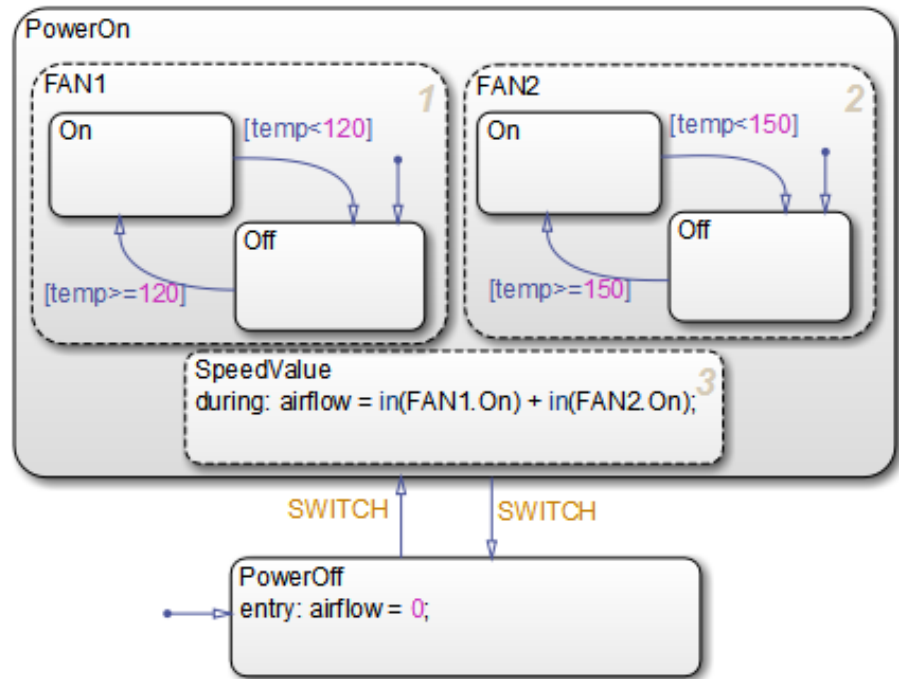 PowerOn
FAN1
1
On
[temp<120]
Off
[temp>=120]
FAN2
2
On
[temp<150]
Off
[temp>=150]
SpeedValue
3
during: airflow = in(FAN1.On) + in(FAN2.On);
SWITCH
SWITCH
PowerOff
entry: airflow = 0;